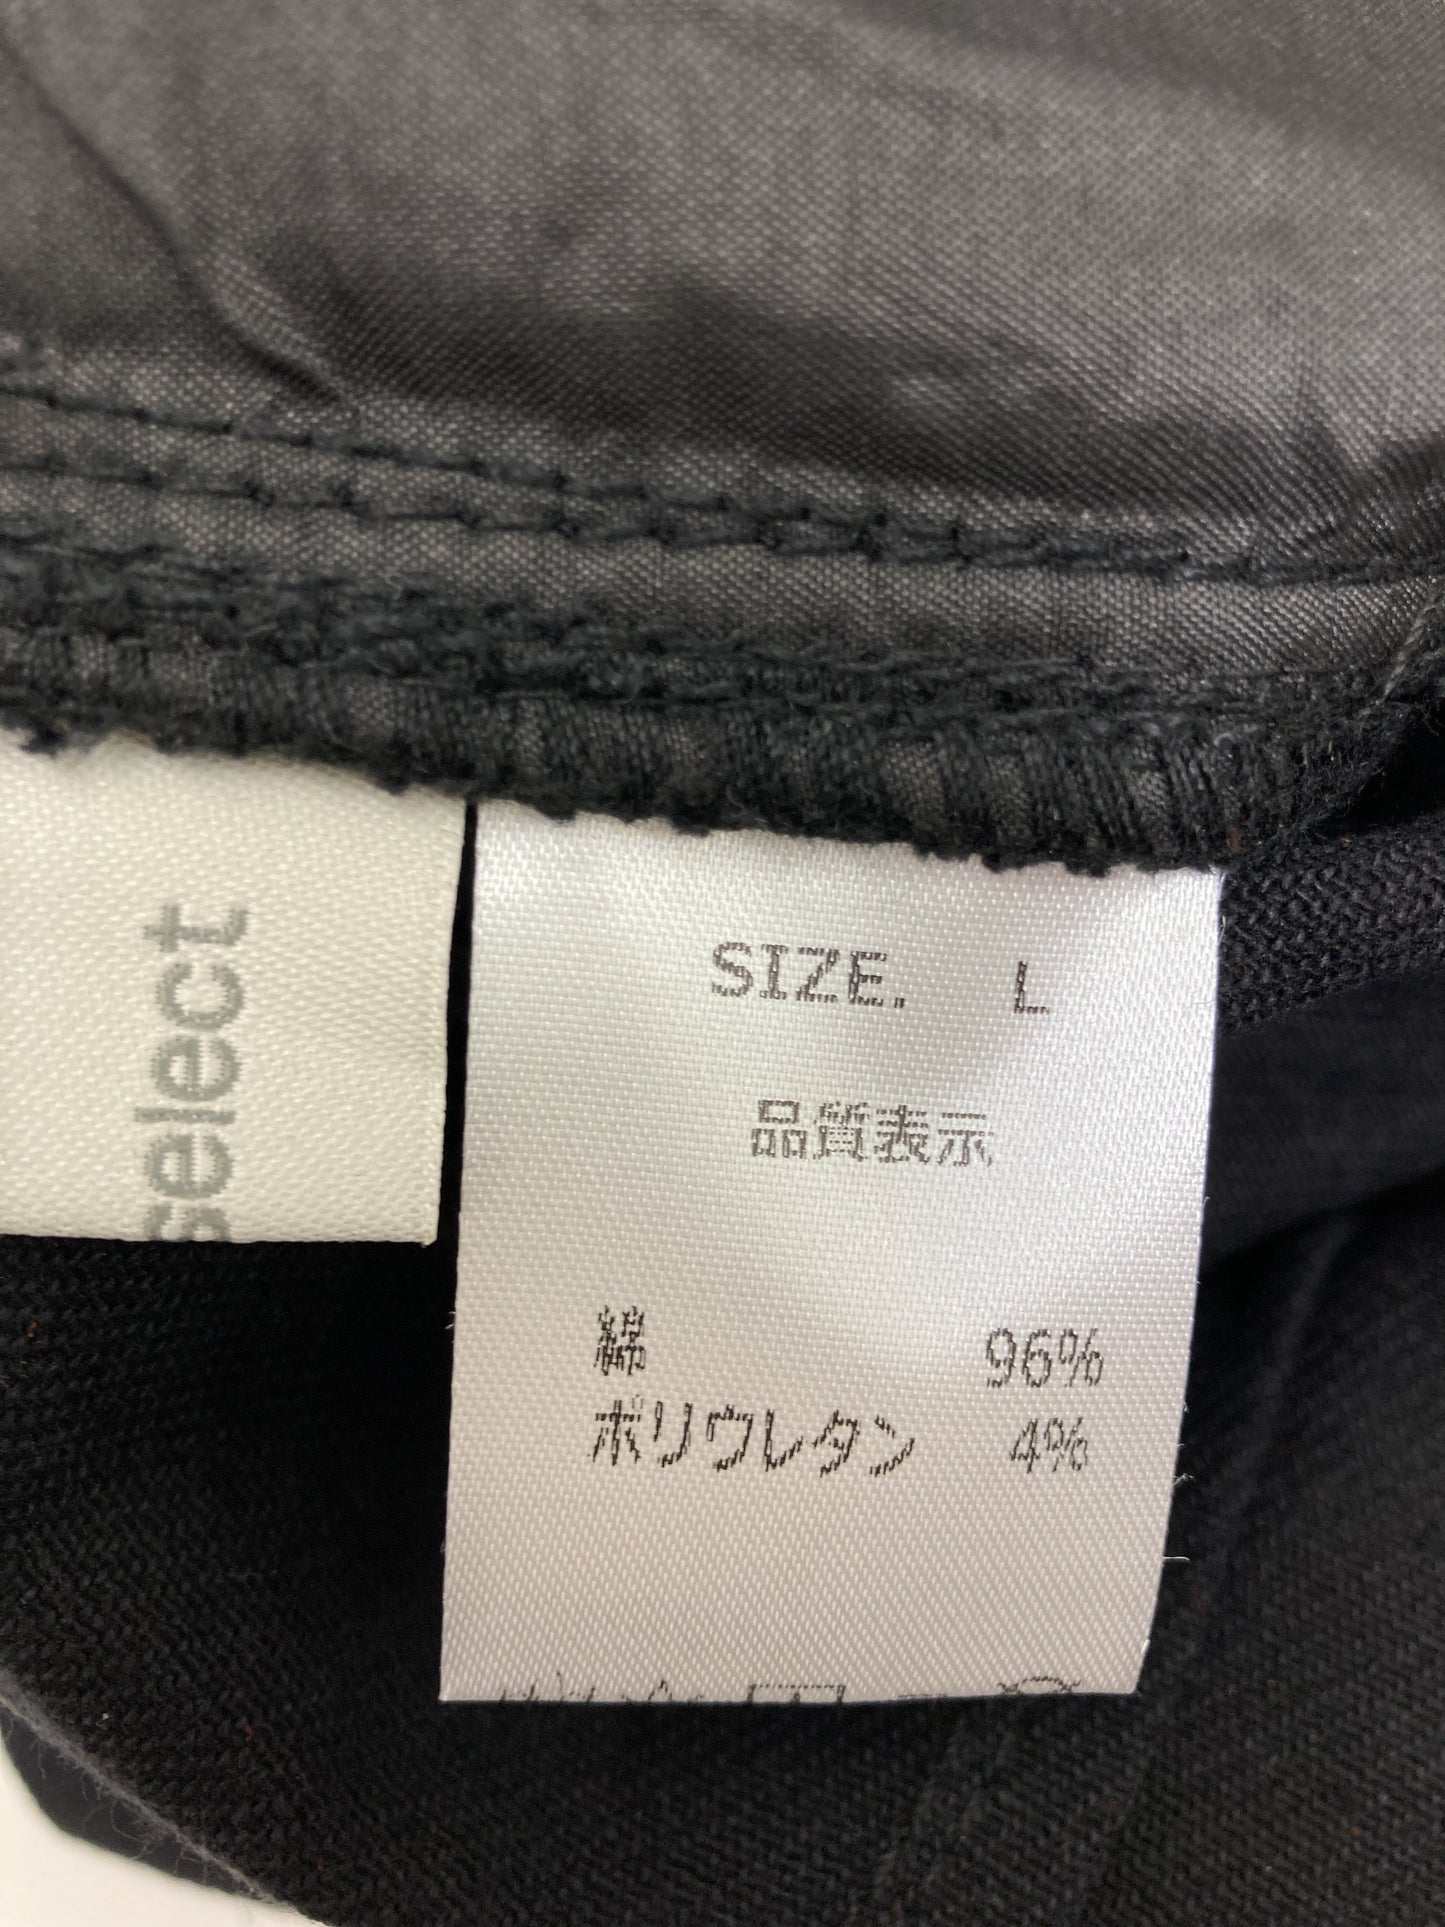 select
SIZE. L
品質表示
綿 96%
ポリウレタン 4%